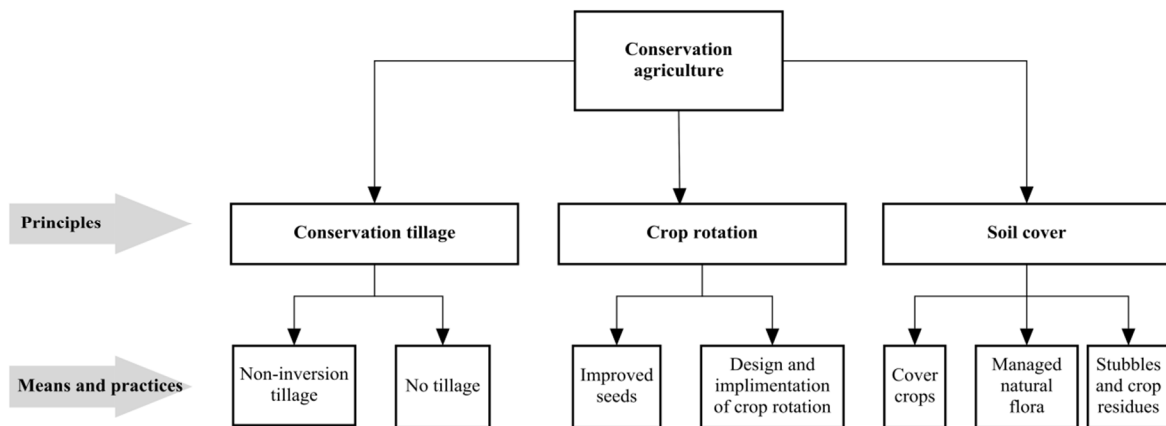 Conservation
agriculture
Principles
Conservation tillage
Crop rotation
Soil cover
Means and practices
Non-inversion
tillage
No tillage
Improved
seeds
Design and
implimentation
of crop rotation
Cover
crops
Managed
natural
flora
Stubbles
and crop
residues